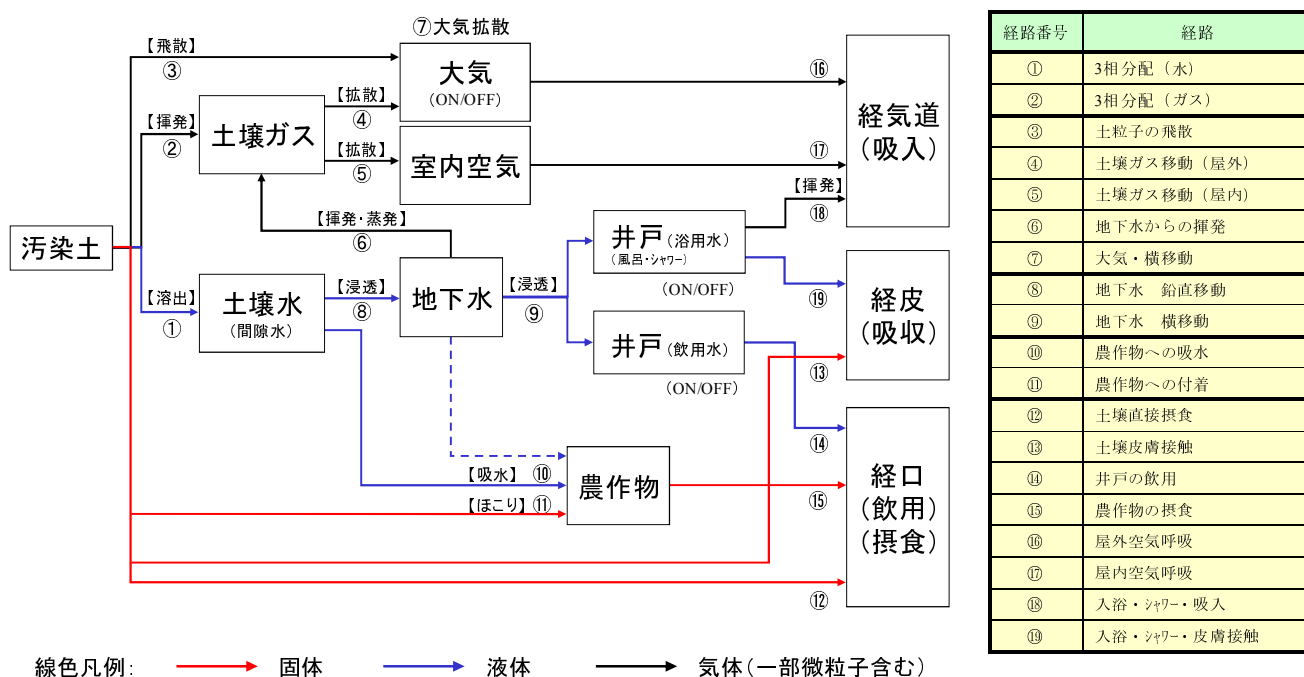 ⑦大気拡散
【飛散】
③
大気
(ON/OFF)
⑯
【揮発】
②
土壌ガス
【拡散】
④
【拡散】
⑤
室内空気
⑰
経気道
(吸入)
【揮発・蒸発】
⑥
【揮発】
⑱
汚染土
井戸(浴用水)
(風呂・シャワー)
(ON/OFF)
⑲
【溶出】
①
土壌水
(間隙水)
【浸透】
⑧
地下水
【浸透】
⑨
経皮
(吸収)
井戸(飲用水)
(ON/OFF)
⑬
⑭
【吸水】 ⑩
【ほこり】 ⑪
農作物
⑮
経口
(飲用)
(摂食)
⑫
線色凡例: 固体 液体 気体(一部微粒子含む)
経路番号 経路
① 3相分配(水)
② 3相分配(ガス)
③ 土粒子の飛散
④ 土壌ガス移動(屋外)
⑤ 土壌ガス移動(屋内)
⑥ 地下水からの揮発
⑦ 大気・横移動
⑧ 地下水 鉛直移動
⑨ 地下水 横移動
⑩ 農作物への吸水
⑪ 農作物への付着
⑫ 土壌直接摂食
⑬ 土壌皮膚接触
⑭ 井戸の飲用
⑮ 農作物の摂食
⑯ 屋外空気呼吸
⑰ 屋内空気呼吸
⑱ 入浴・シャワー・吸入
⑲ 入浴・シャワー・皮膚接触